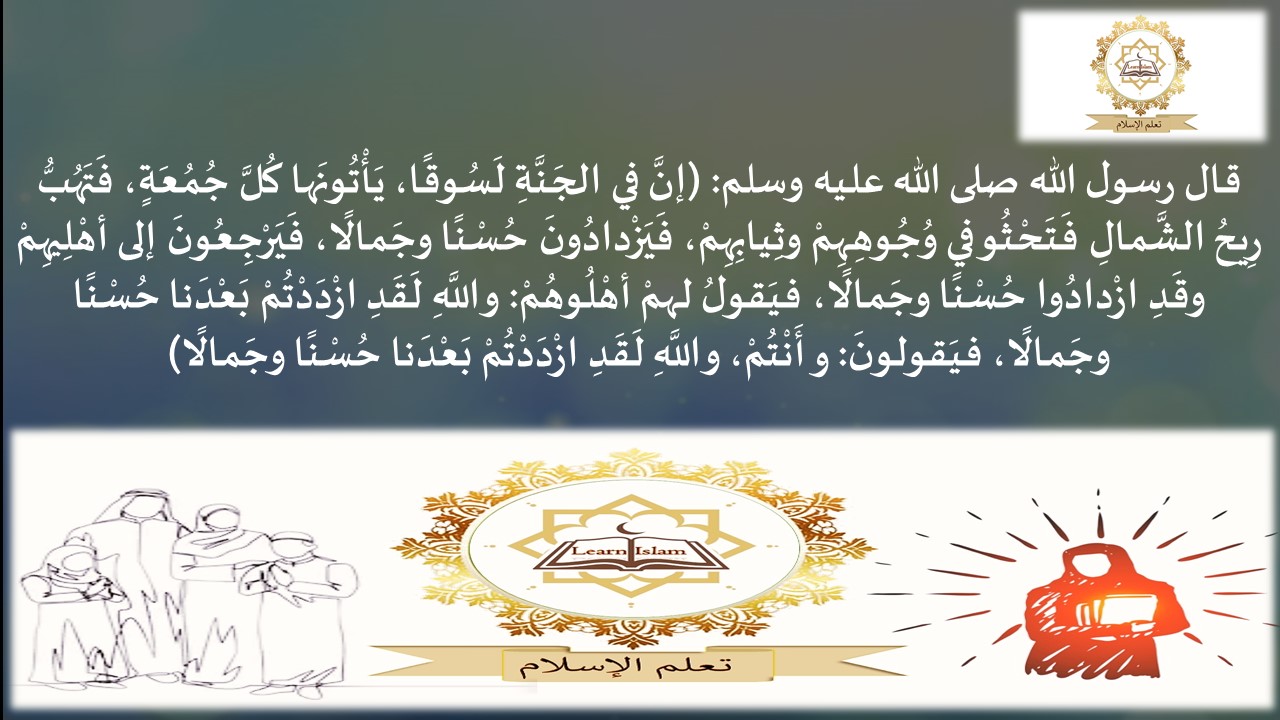 تعلم الإسلام
قال رسول الله صلى الله عليه وسلم: (إنَّ في الجَنَّةِ لَسُوقًا، يَأْتُونَها كُلَّ جُمُعَةٍ، فَتَهُبُّ
رِيحُ الشَّمالِ فَتَحْثُو في وُجُوهِهِمْ وثِيابِهِمْ، فَيَزْدادُونَ حُسْنًا وجَمالًا، فَيَرْجِعُونَ إلى أهْلِيهِمْ
وقَدِ ازْدادُوا حُسْنًا وجَمالًا، فيَقولُ لهمْ أهْلُوهُمْ: واللَّهِ لَقَدِ ازْدَدْتُمْ بَعْدَنا حُسْنًا
وجَمالًا، فيَقولونَ: و أَنْتُمْ، واللَّهِ لَقَدِ ازْدَدْتُمْ بَعْدَنا حُسْنًا وجَمالًا)
Learn Islam
تعلم الإسلام